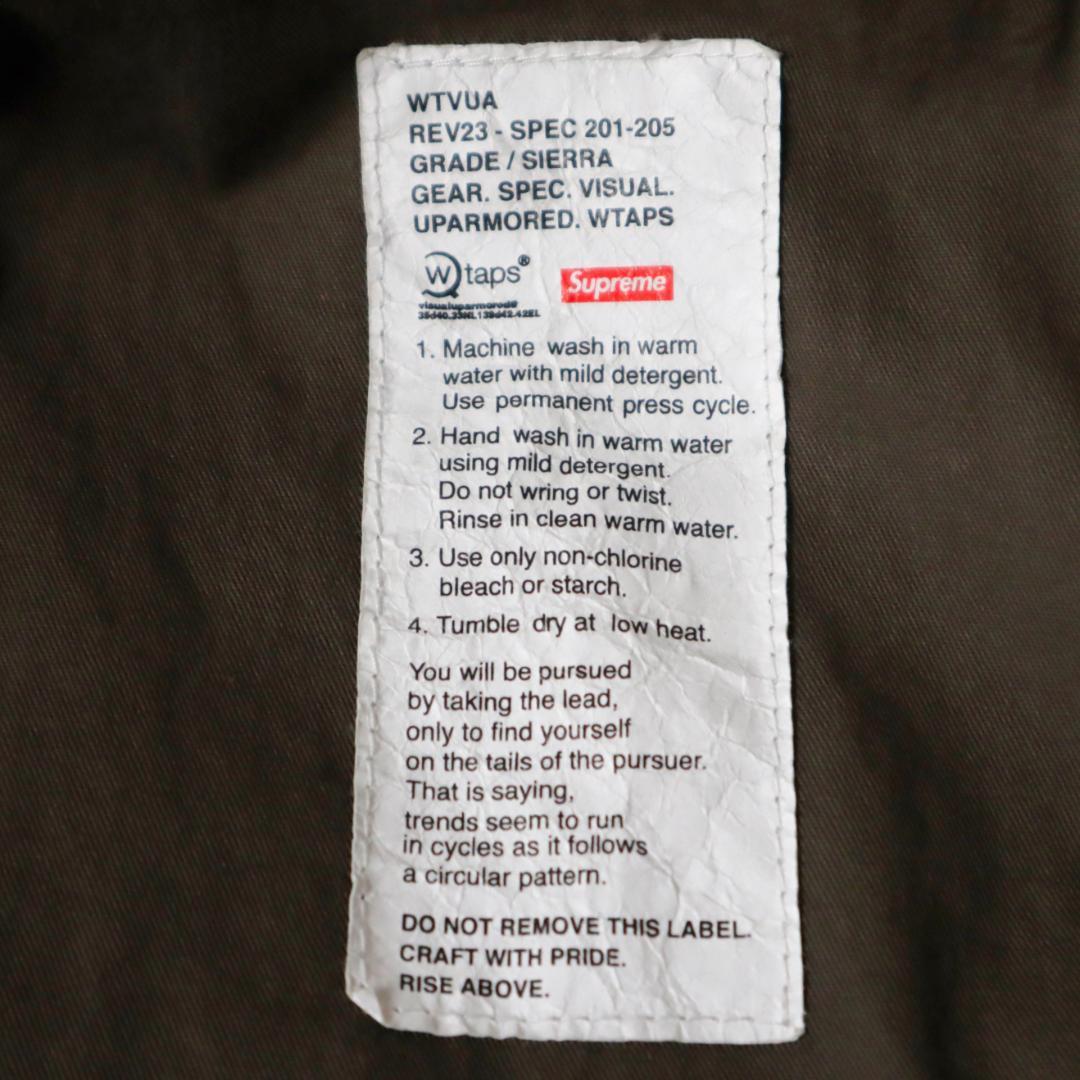 WTVUA
REV23 - SPEC 201-205
GRADE / SIERRA
GEAR. SPEC. VISUAL.
UPARMORED. WTAPS
Wtaps®
Supreme
visualuparmored®
1. Machine wash in warm
water with mild detergent.
Use permanent press cycle.
2. Hand wash in warm water
using mild detergent.
Do not wring or twist.
Rinse in clean warm water.
3. Use only non-chlorine
bleach or starch.
4. Tumble dry at low heat.
You will be pursued
by taking the lead,
only to find yourself
on the tails of the pursuer.
That is saying,
trends seem to run
in cycles as it follows
a circular pattern.
DO NOT REMOVE THIS LABEL.
CRAFT WITH PRIDE.
RISE ABOVE.